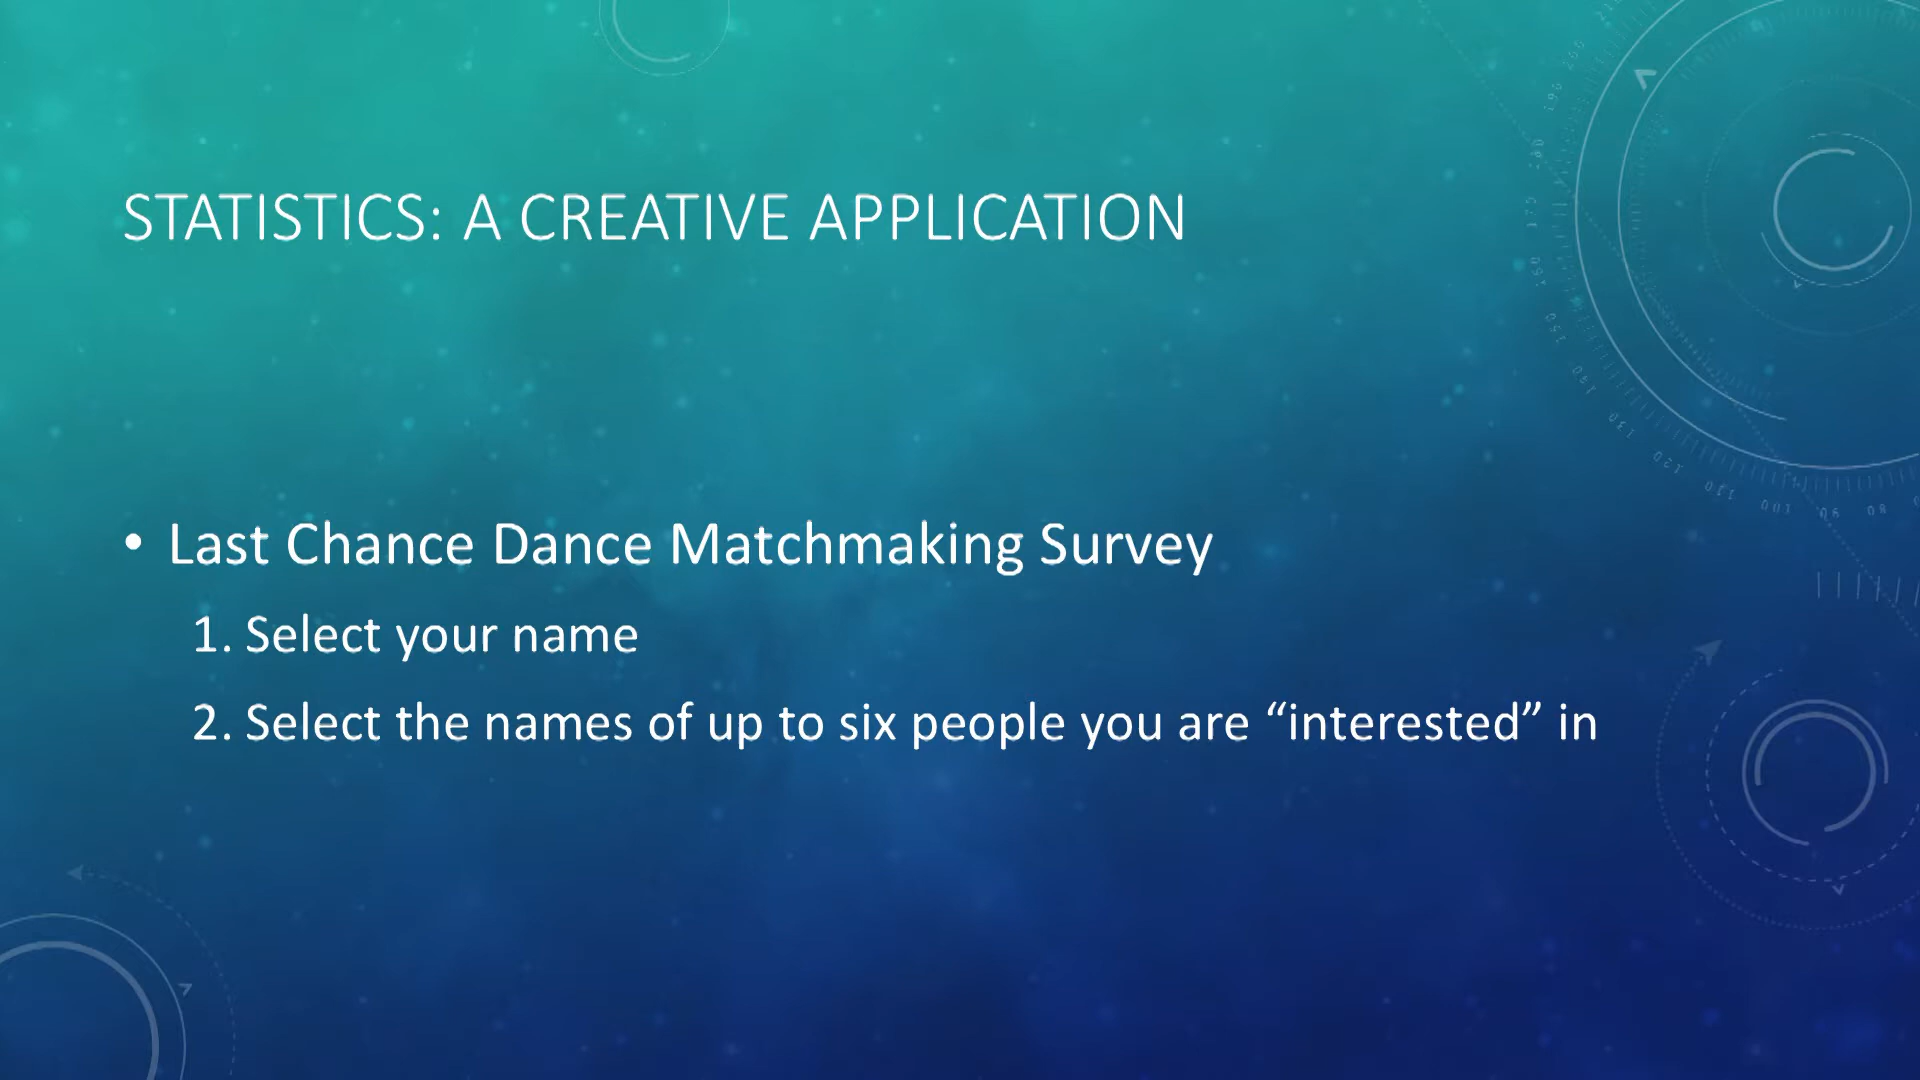 STATISTICS: A CREATIVE APPLICATION
• Last Chance Dance Matchmaking Survey
1. Select your name
2. Select the names of up to six people you are “interested” in